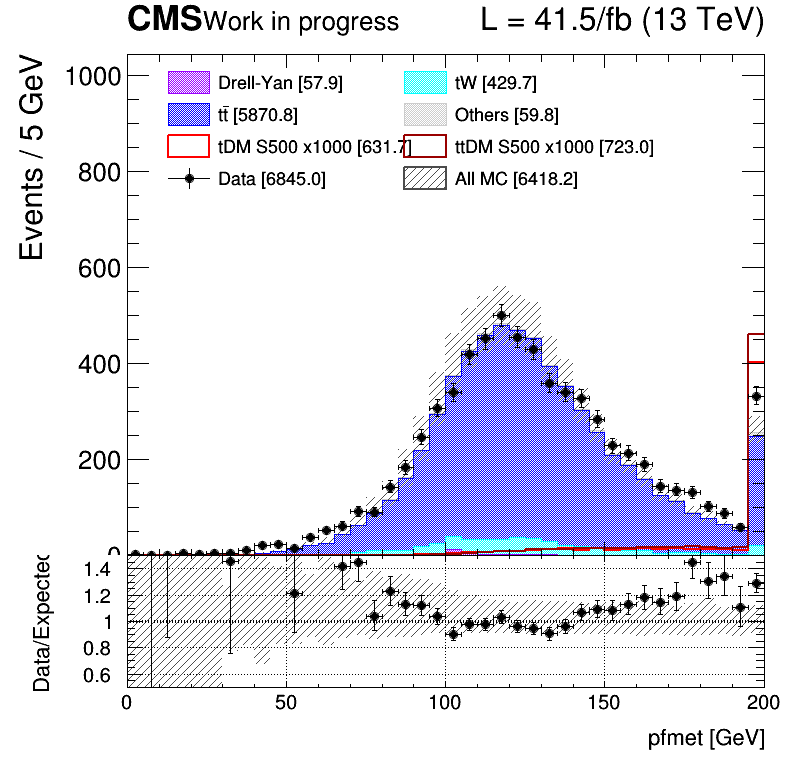 CMS Work in progress L = 41.5/fb (13 TeV)
Events / 5 GeV
1000
800
600
400
200
0
Drell-Yan [57.9] tW [429.7]
tt̄ [5870.8] Others [59.8]
tDM S500 x1000 [631.7] ttDM S500 x1000 [723.0]
Data [6845.0] All MC [6418.2]
Data/Expected
1.4
1.2
1
0.8
0.6
0 50 100 150 200
pfmet [GeV]